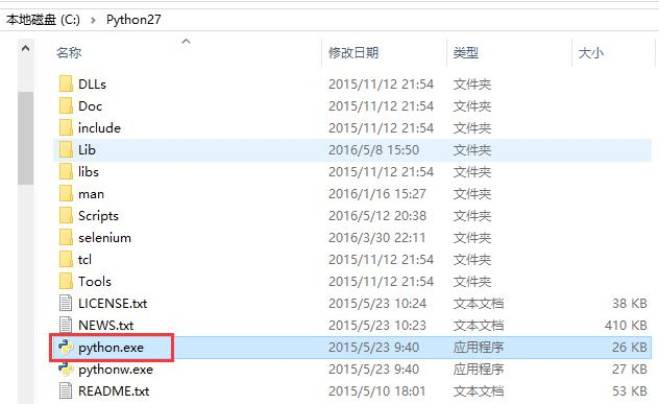 本地磁盘 (C:) › Python27
名称 修改日期 类型 大小
DLLs 2015/11/12 21:54 文件夹
Doc 2015/11/12 21:54 文件夹
include 2015/11/12 21:54 文件夹
Lib 2016/5/8 15:50 文件夹
libs 2015/11/12 21:54 文件夹
man 2016/1/16 15:27 文件夹
Scripts 2016/5/12 20:38 文件夹
selenium 2016/3/30 22:11 文件夹
tcl 2015/11/12 21:54 文件夹
Tools 2015/11/12 21:54 文件夹
LICENSE.txt 2015/5/23 10:24 文本文档 38 KB
NEWS.txt 2015/5/23 10:23 文本文档 410 KB
python.exe 2015/5/23 9:40 应用程序 26 KB
pythonw.exe 2015/5/23 9:40 应用程序 27 KB
README.txt 2015/5/10 18:01 文本文档 53 KB